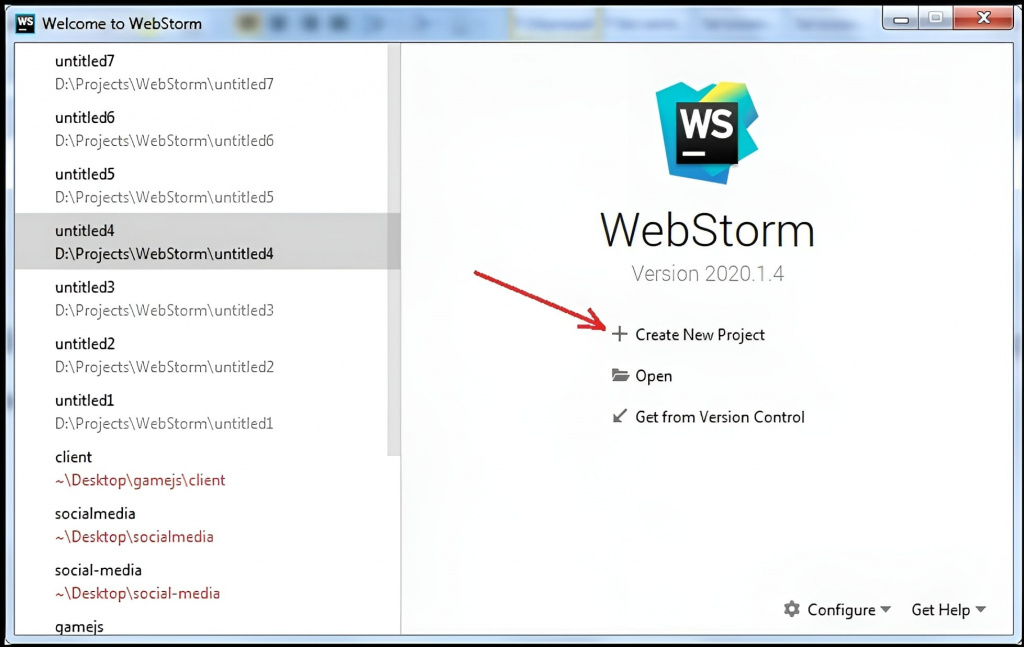 WS Welcome to WebStorm
untitled7
D:\Projects\WebStorm\untitled7
untitled6
D:\Projects\WebStorm\untitled6
untitled5
D:\Projects\WebStorm\untitled5
untitled4
D:\Projects\WebStorm\untitled4
untitled3
D:\Projects\WebStorm\untitled3
untitled2
D:\Projects\WebStorm\untitled2
untitled1
D:\Projects\WebStorm\untitled1
client
~\Desktop\gamejs\client
socialmedia
~\Desktop\socialmedia
social-media
~\Desktop\social-media
gamejs
WS
WebStorm
Version 2020.1.4
Create New Project
Open
Get from Version Control
Configure
Get Help